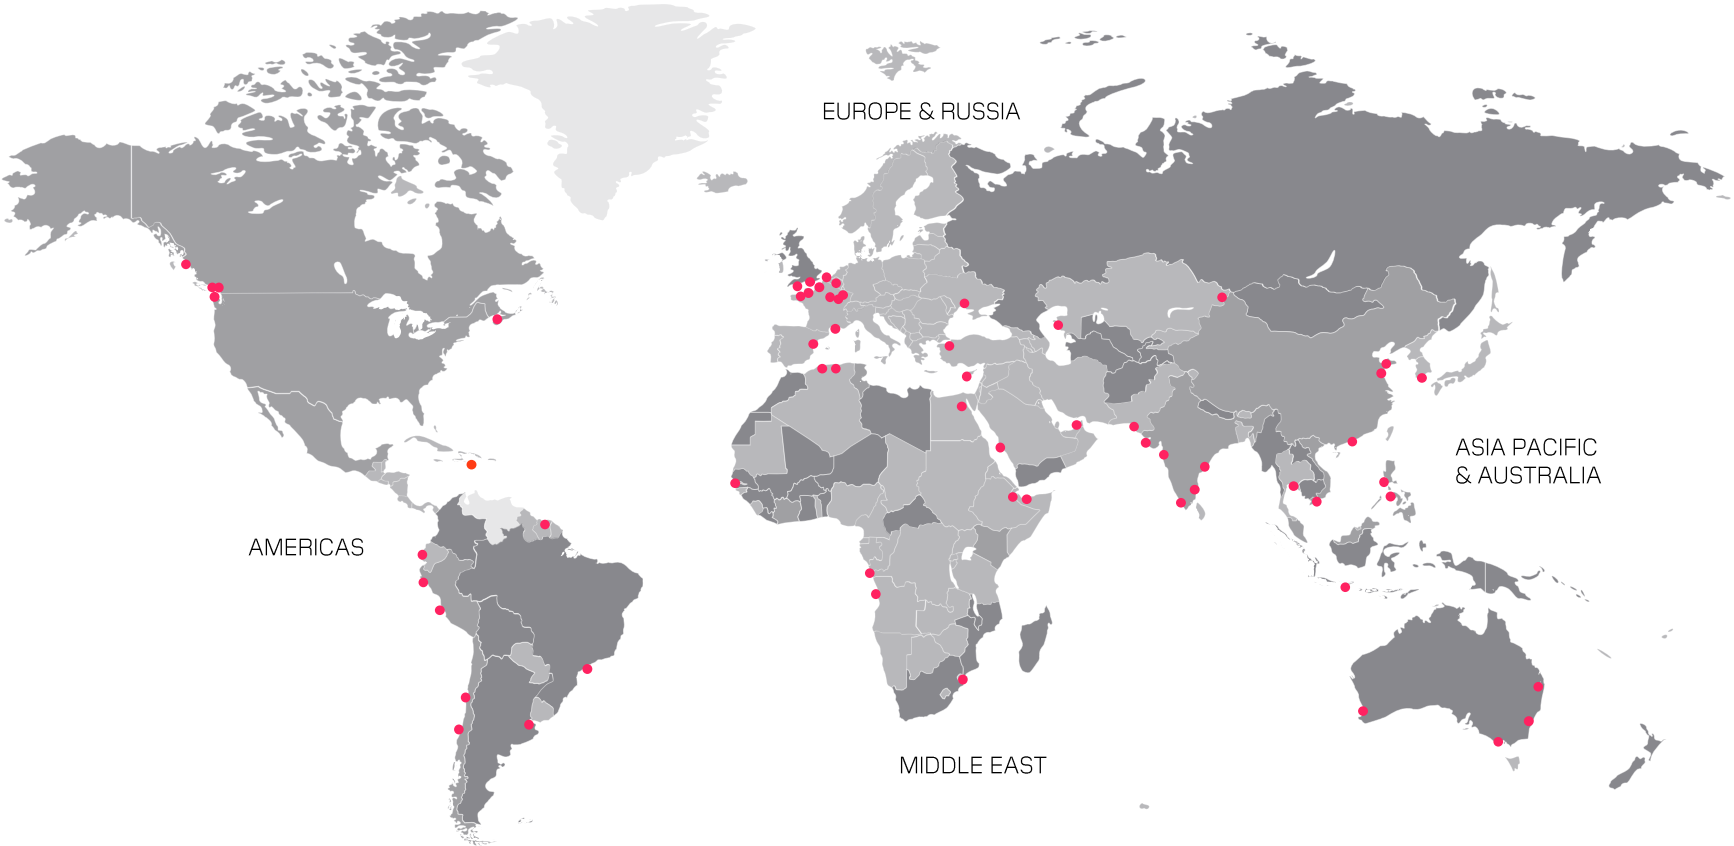 EUROPE & RUSSIA
ASIA PACIFIC
& AUSTRALIA
AMERICAS
MIDDLE EAST